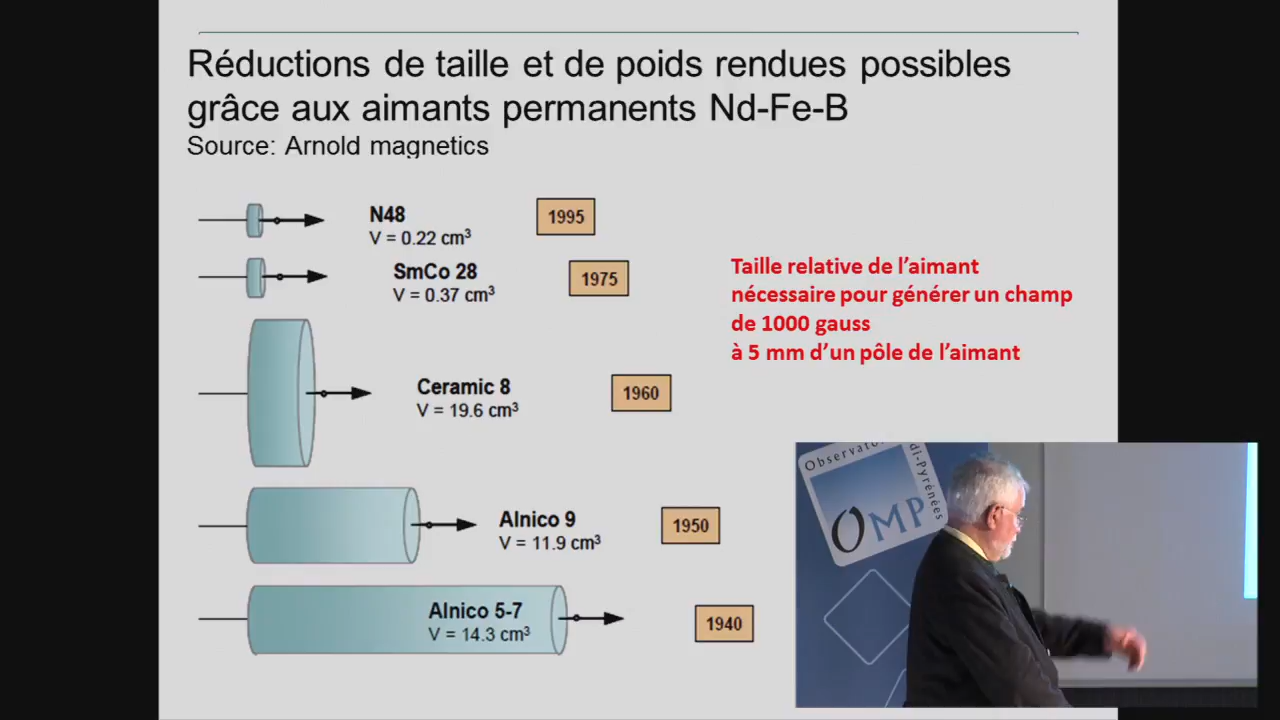 Réductions de taille et de poids rendues possibles
grâce aux aimants permanents Nd-Fe-B
Source: Arnold magnetics
N48
V = 0.22 cm³
1995
SmCo 28
V = 0.37 cm³
1975
Taille relative de l’aimant
nécessaire pour générer un champ
de 1000 gauss
à 5 mm d’un pôle de l’aimant
Ceramic 8
V = 19.6 cm³
1960
Alnico 9
V = 11.9 cm³
1950
Alnico 5-7
V = 14.3 cm³
1940
Observato
di-Pyrénées
OMP